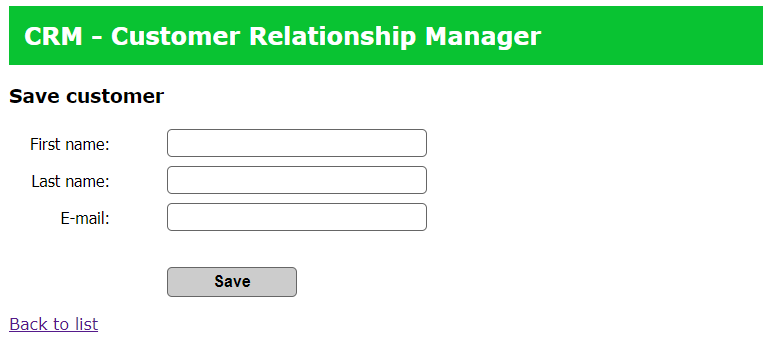 CRM - Customer Relationship Manager
Save customer
First name:
Last name:
E-mail:
Save
Back to list